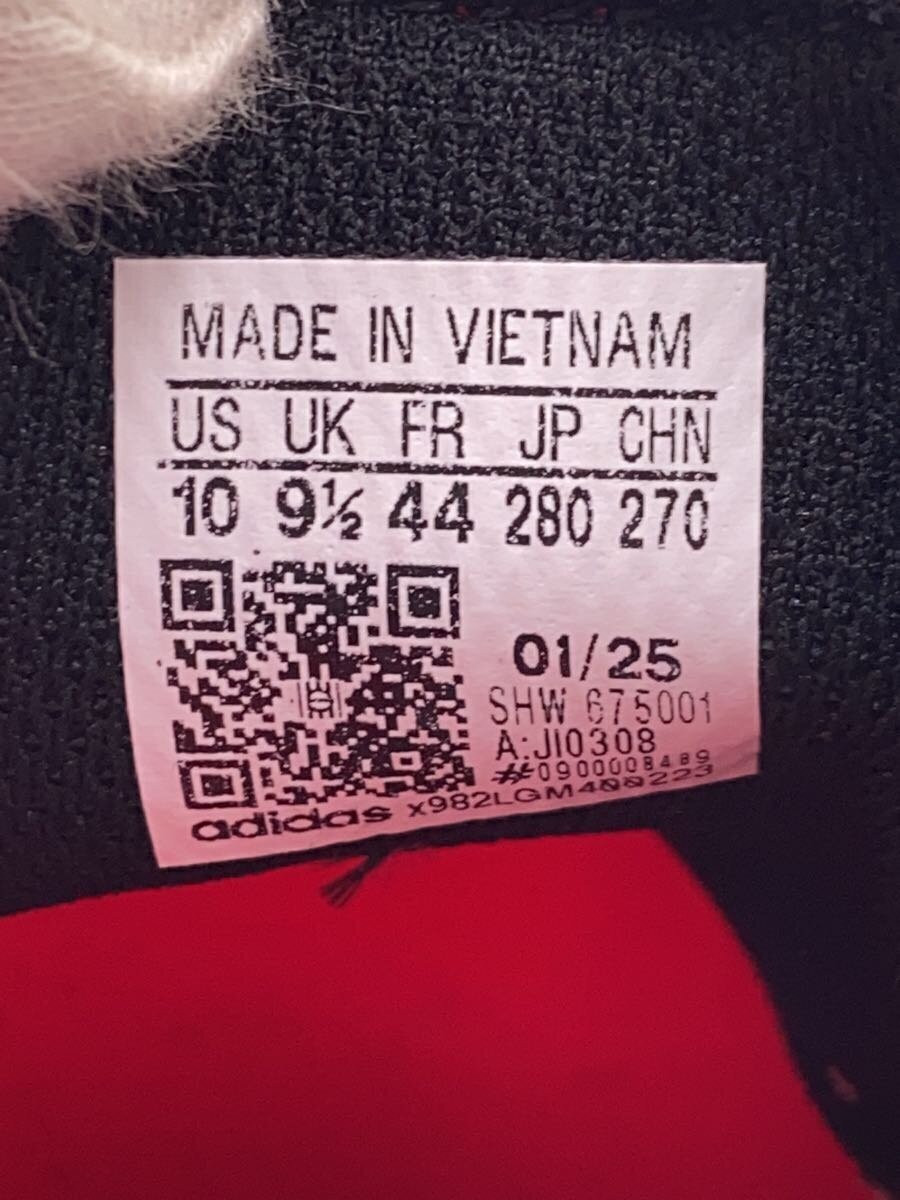 MADE IN VIETNAM
US UK FR JP CHN
10 9½ 44 280 270
01/25
SHW 675001
A:JI0308
#0900008489
adidas X982LGM400223